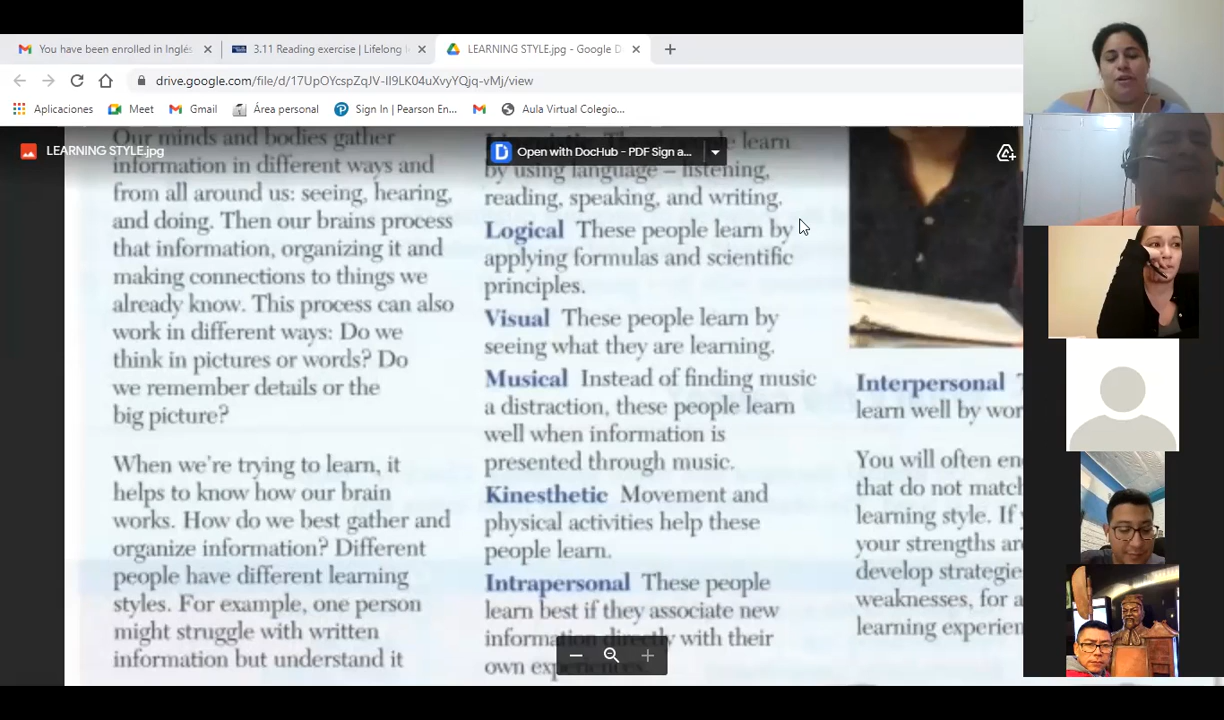 You have been enrolled in Inglés
3.11 Reading exercise | Lifelong l
LEARNING STYLE.jpg - Google D
drive.google.com/file/d/17UpOYcspZqJV-II9LK04uXvyYQjq-vMj/view
Aplicaciones
Meet
Gmail
Área personal
Sign In | Pearson En...
Aula Virtual Colegio...
LEARNING STYLE.jpg
Open with DocHub - PDF Sign a...
Our minds and bodies gather
information in different ways and
from all around us: seeing, hearing,
and doing. Then our brains process
that information, organizing it and
making connections to things we
already know. This process can also
work in different ways: Do we
think in pictures or words? Do
we remember details or the
big picture?
When we're trying to learn, it
helps to know how our brain
works. How do we best gather and
organize information? Different
people have different learning
styles. For example, one person
might struggle with written
information but understand it
learn
by using language – listening,
reading, speaking, and writing.
Logical These people learn by
applying formulas and scientific
principles.
Visual These people learn by
seeing what they are learning.
Musical Instead of finding music
a distraction, these people learn
well when information is
presented through music.
Kinesthetic Movement and
physical activities help these
people learn.
Intrapersonal These people
learn best if they associate new
information directly with their
own
Interpersonal
learn well by wor
You will often en
that do not match
learning style. If
your strengths ar
develop strategie
weaknesses, for a
learning experien